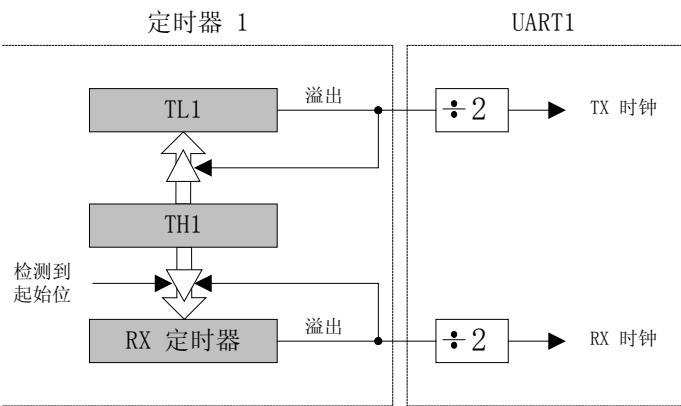 定时器 1
UART1
TL1
溢出
÷2
TX 时钟
TH1
检测到
起始位
RX 定时器
溢出
÷2
RX 时钟